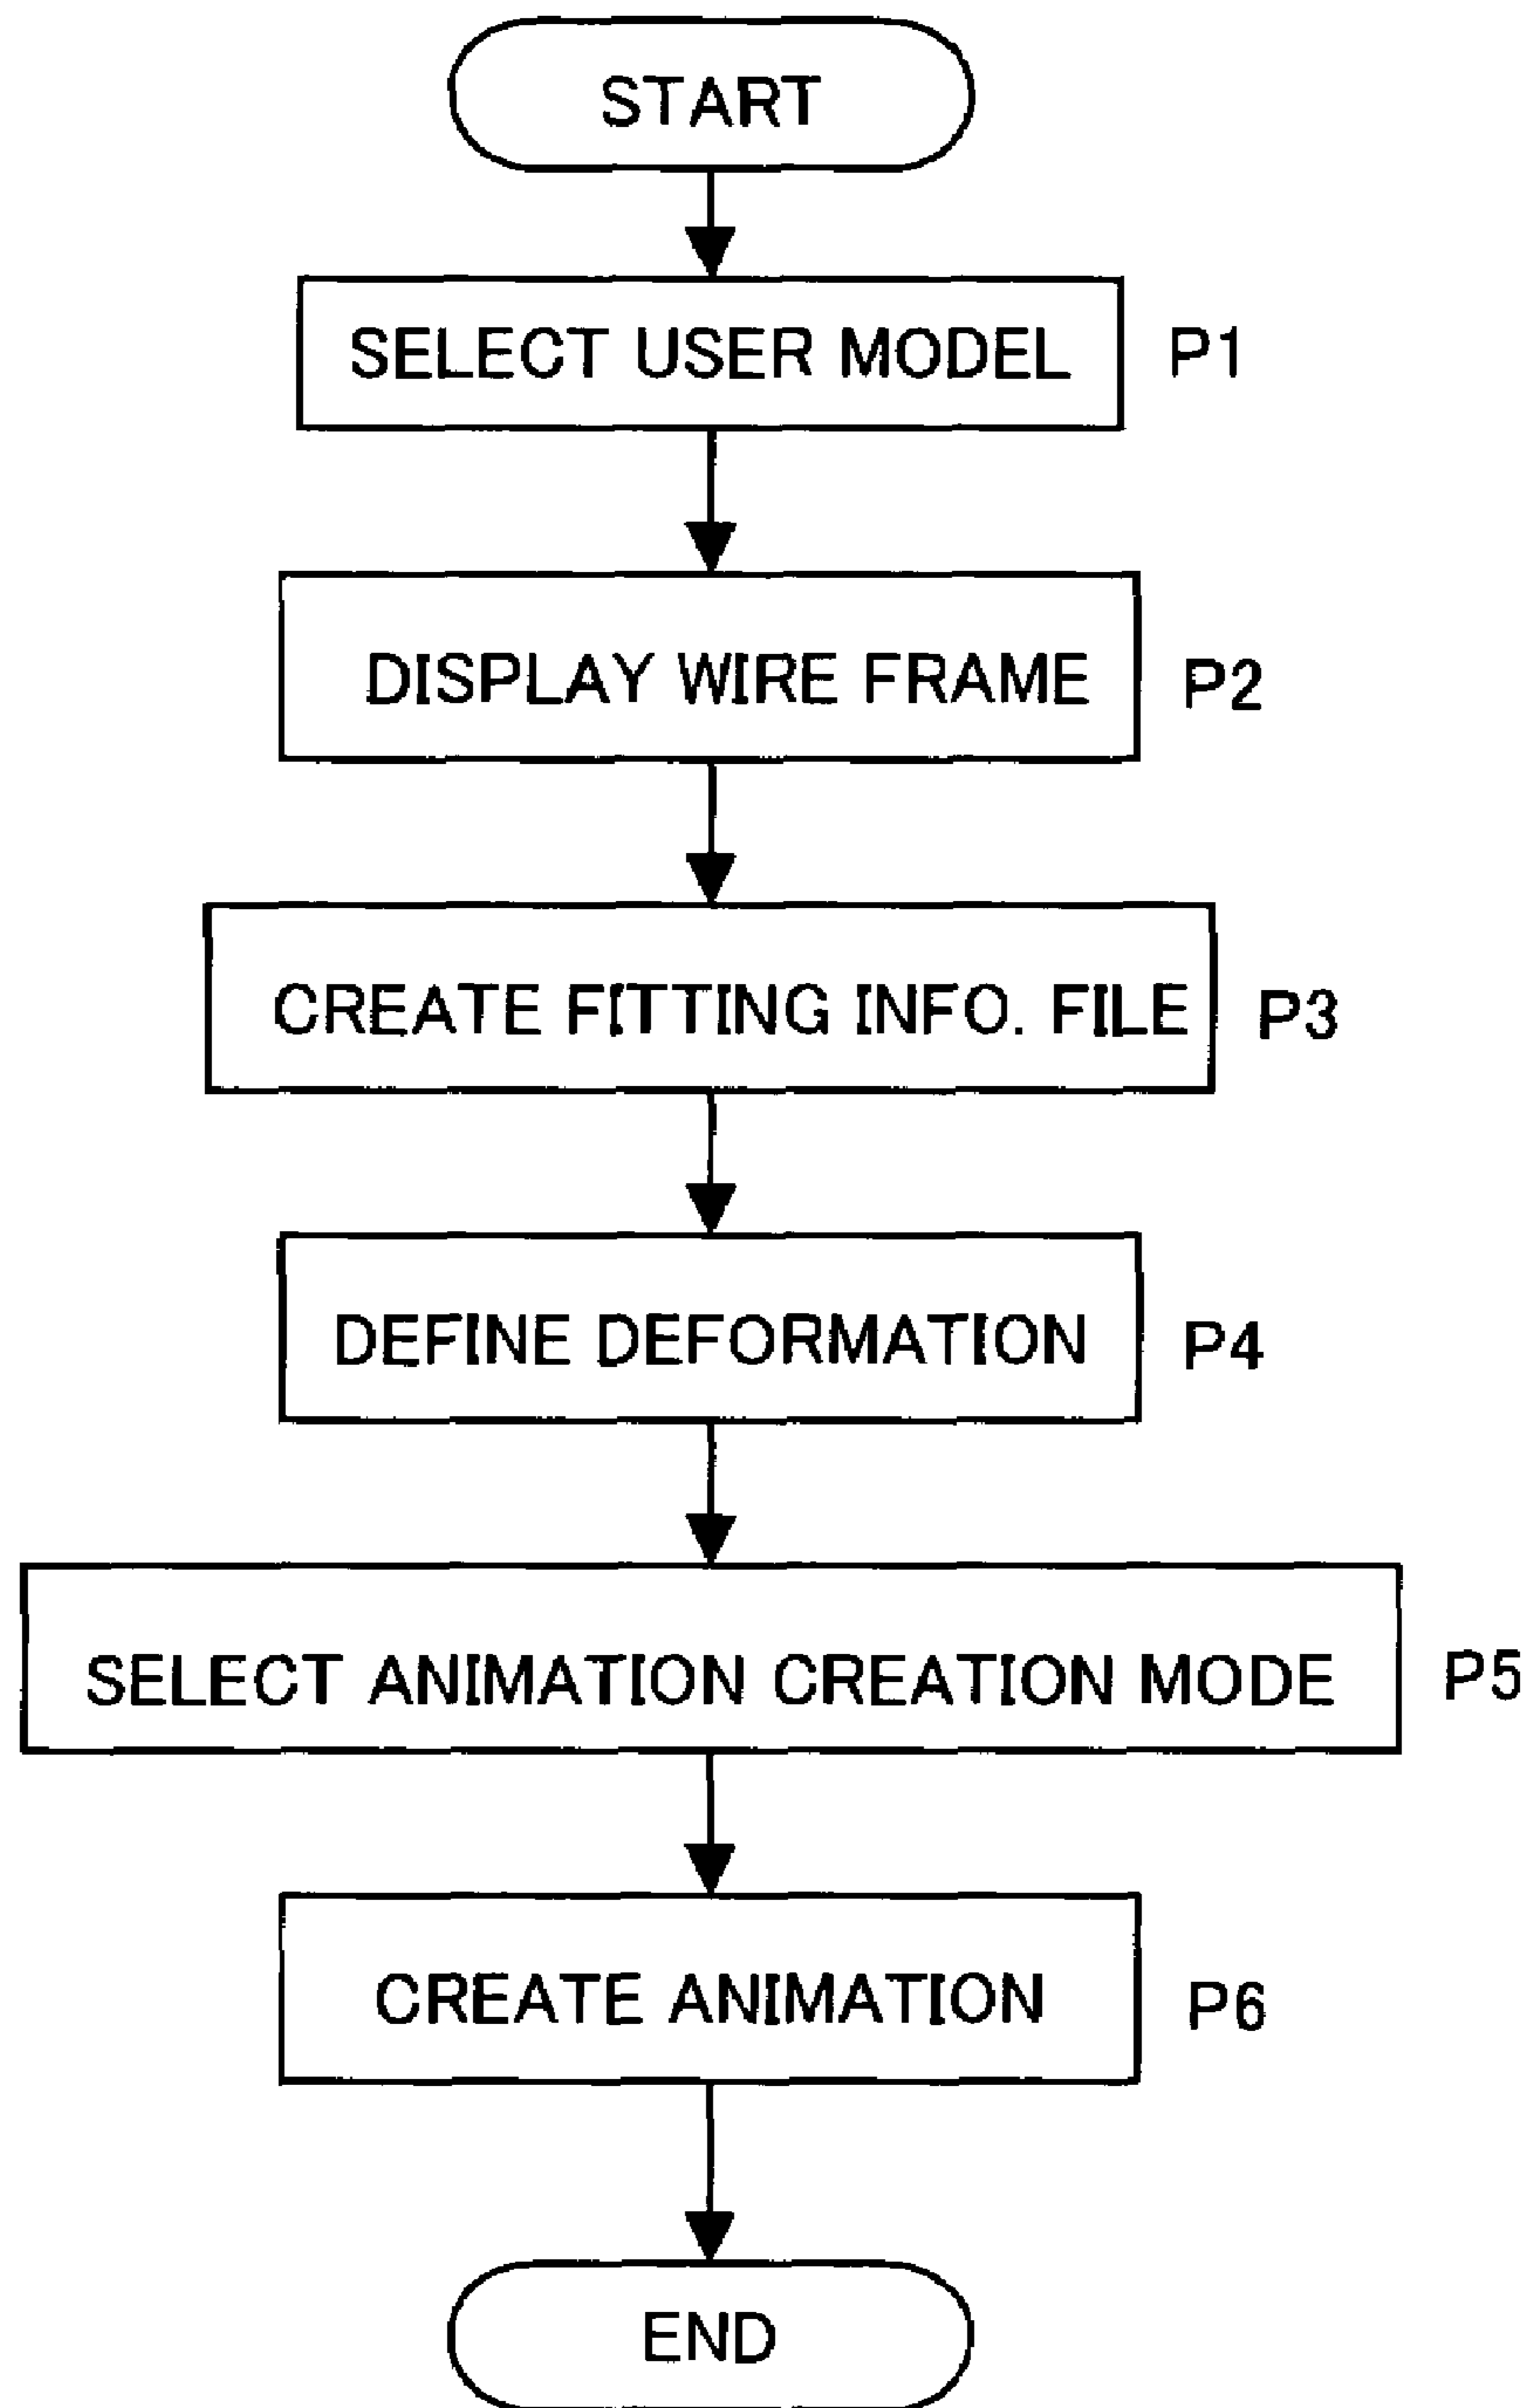 START
SELECT USER MODEL P1
DISPLAY WIRE FRAME P2
CREATE FITTING INFO. FILE P3
DEFINE DEFORMATION P4
SELECT ANIMATION CREATION MODE P5
CREATE ANIMATION P6
END